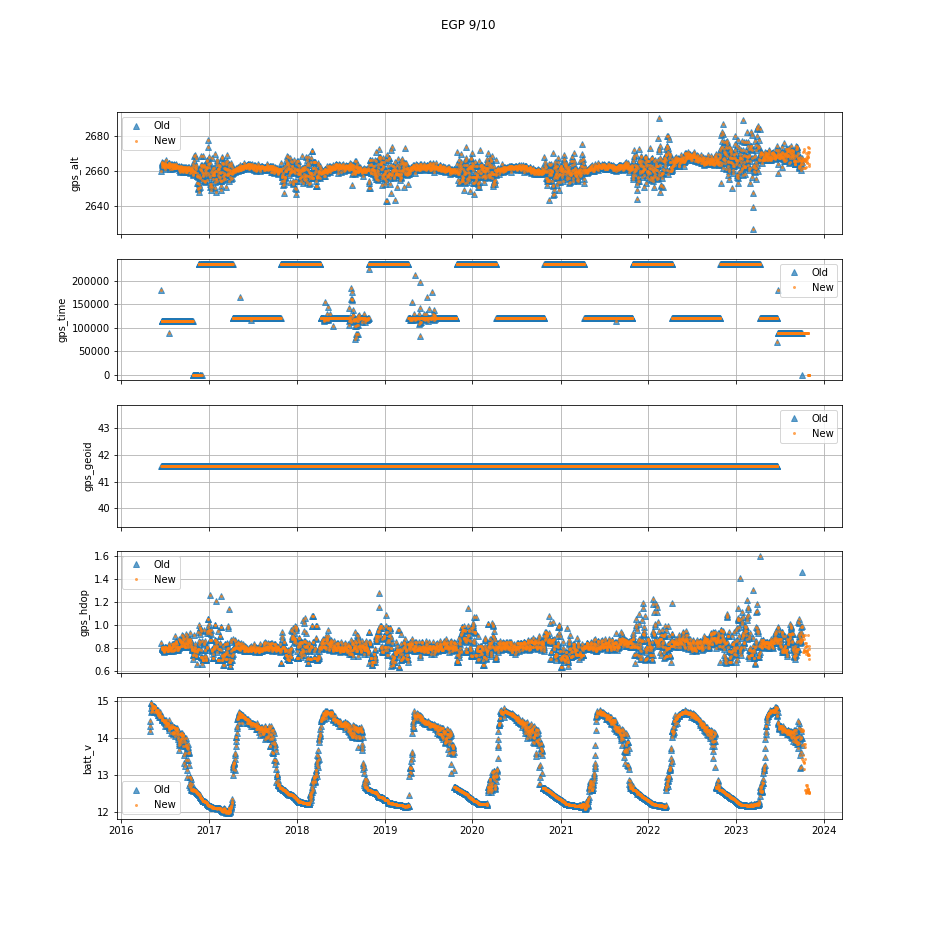 EGP 9/10
Old
New
gps_alt
2680
2660
2640
Old
New
gps_time
200000
150000
100000
50000
0
Old
New
gps_geoid
43
42
41
40
Old
New
gps_hdop
1.6
1.4
1.2
1.0
0.8
0.6
Old
New
batt_v
15
14
13
12
2016 2017 2018 2019 2020 2021 2022 2023 2024